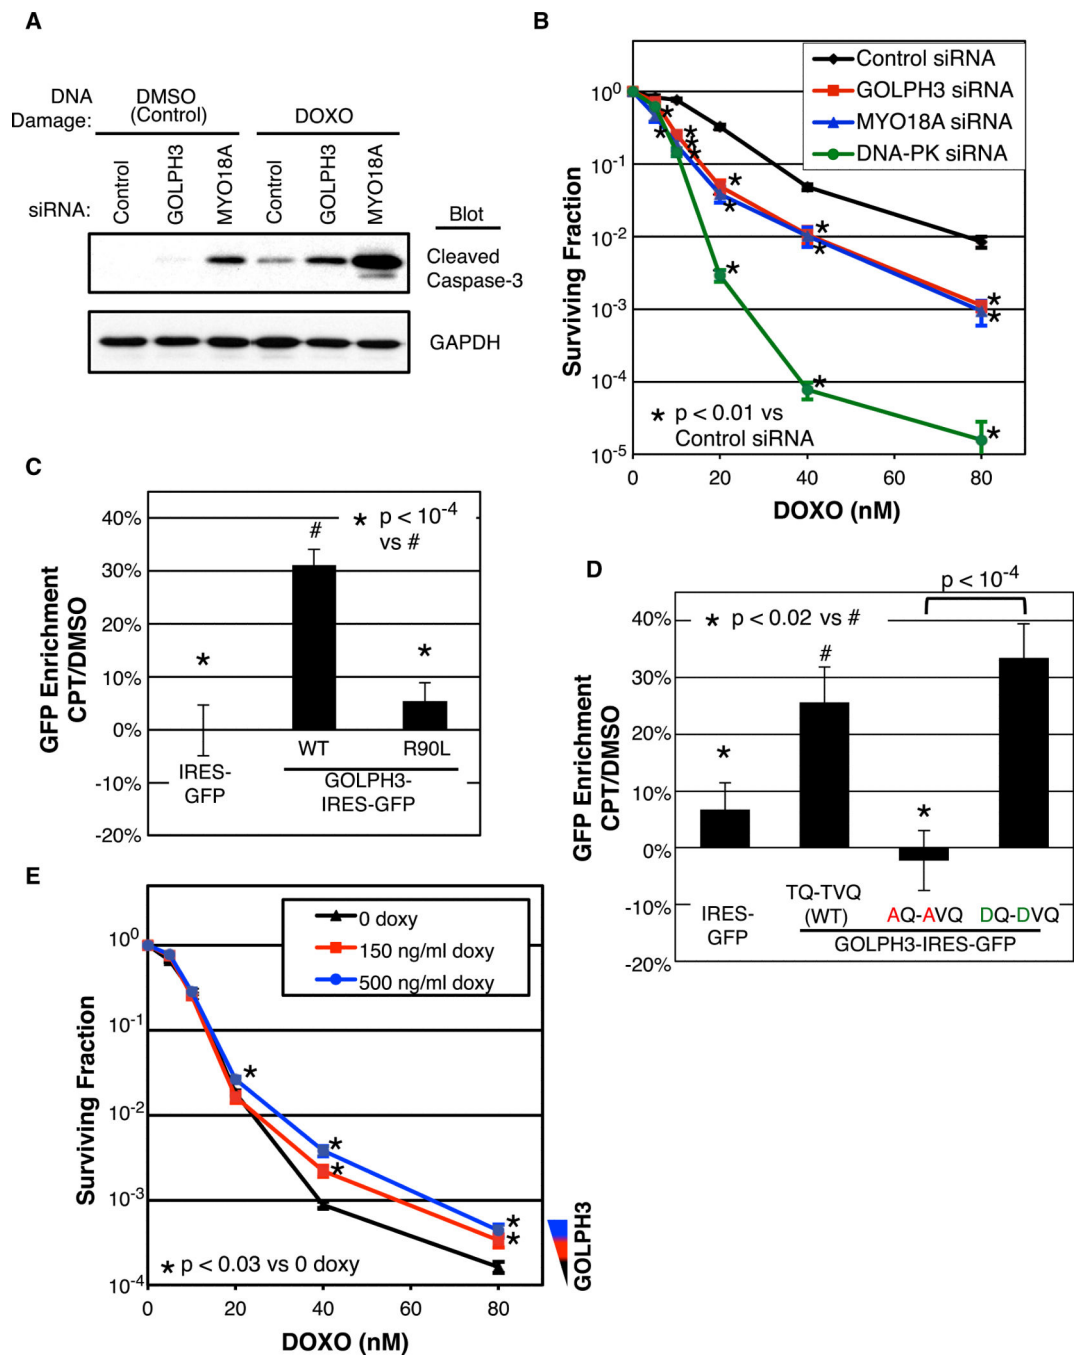 A
DNA Damage:
DMSO (Control)
DOXO
siRNA:
Control
GOLPH3
MYO18A
Control
GOLPH3
MYO18A
Blot
Cleaved Caspase-3
GAPDH
B
Surviving Fraction
10^0
10^-1
10^-2
10^-3
10^-4
10^-5
Control siRNA
GOLPH3 siRNA
MYO18A siRNA
DNA-PK siRNA
* p < 0.01 vs
Control siRNA
0
20
40
60
80
DOXO (nM)
C
GFP Enrichment
CPT/DMSO
40%
30%
20%
10%
0%
-10%
-20%
* p < 10^-4
vs #
*
#
*
IRES-
GFP
WT
R90L
GOLPH3-
IRES-GFP
D
p < 10^-4
GFP Enrichment
CPT/DMSO
40%
30%
20%
10%
0%
-10%
-20%
* p < 0.02 vs #
*
#
*
IRES-
GFP
TQ-TVQ
(WT)
AQ-AVQ
DQ-DVQ
GOLPH3-IRES-GFP
E
Surviving Fraction
10^0
10^-1
10^-2
10^-3
10^-4
0 doxy
150 ng/ml doxy
500 ng/ml doxy
* p < 0.03 vs 0 doxy
0
20
40
60
80
DOXO (nM)
GOLPH3